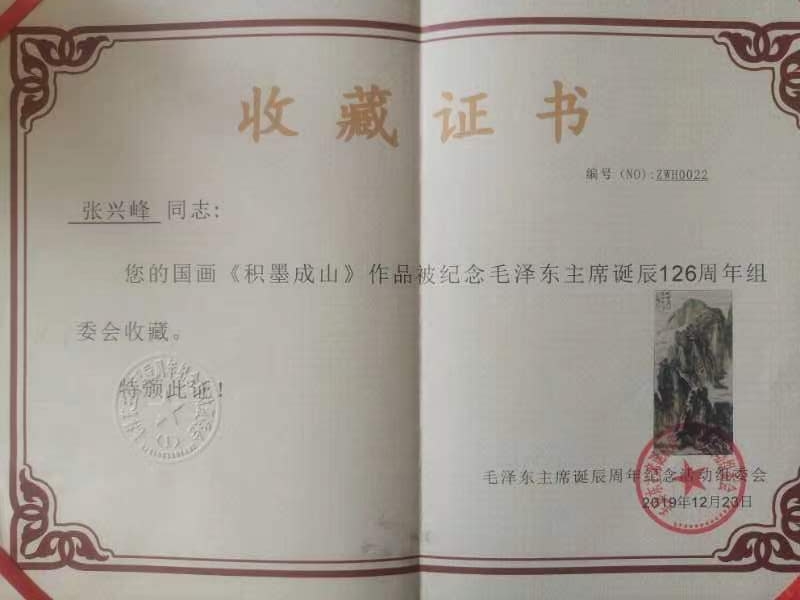 收藏证书
编号（NO）:ZWH0022
张兴峰 同志：
您的国画《积墨成山》作品被纪念毛泽东主席诞辰126周年组
委会收藏。
特颁此证！
毛泽东主席诞辰周年纪念活动组委会
2019年12月23日